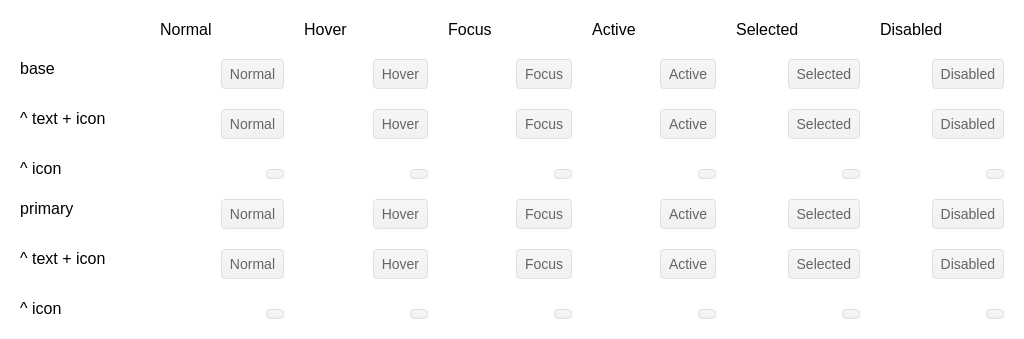 Normal Hover Focus Active Selected Disabled
base Normal Hover Focus Active Selected Disabled
^ text + icon Normal Hover Focus Active Selected Disabled
^ icon
primary Normal Hover Focus Active Selected Disabled
^ text + icon Normal Hover Focus Active Selected Disabled
^ icon